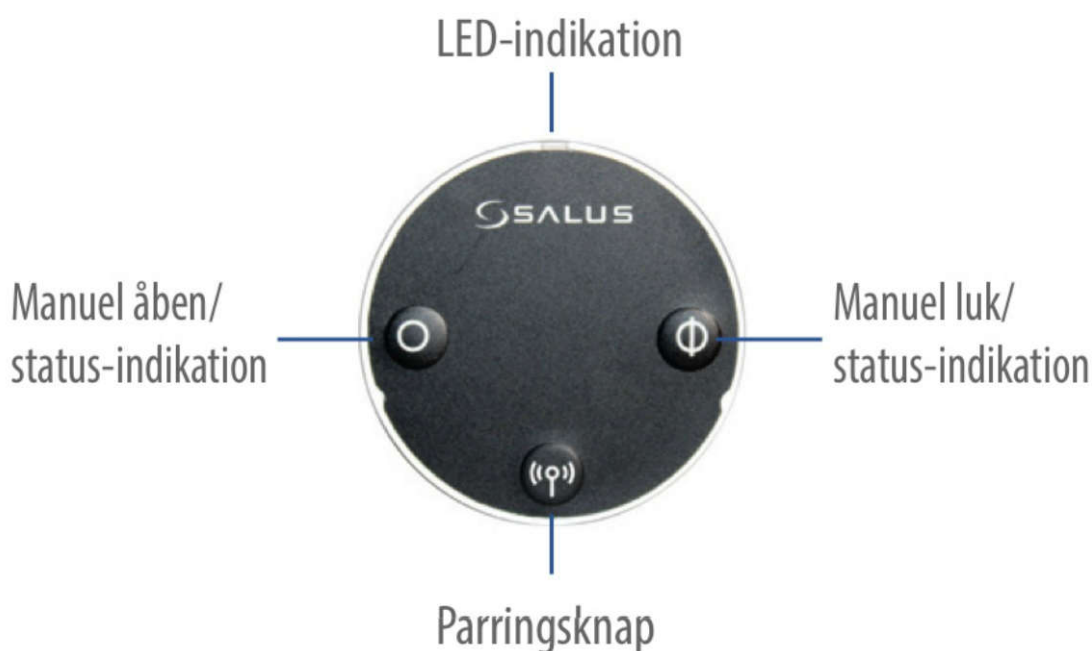 LED-indikation
SALUS
Manuel åben/
status-indikation
Manuel luk/
status-indikation
Parringsknap